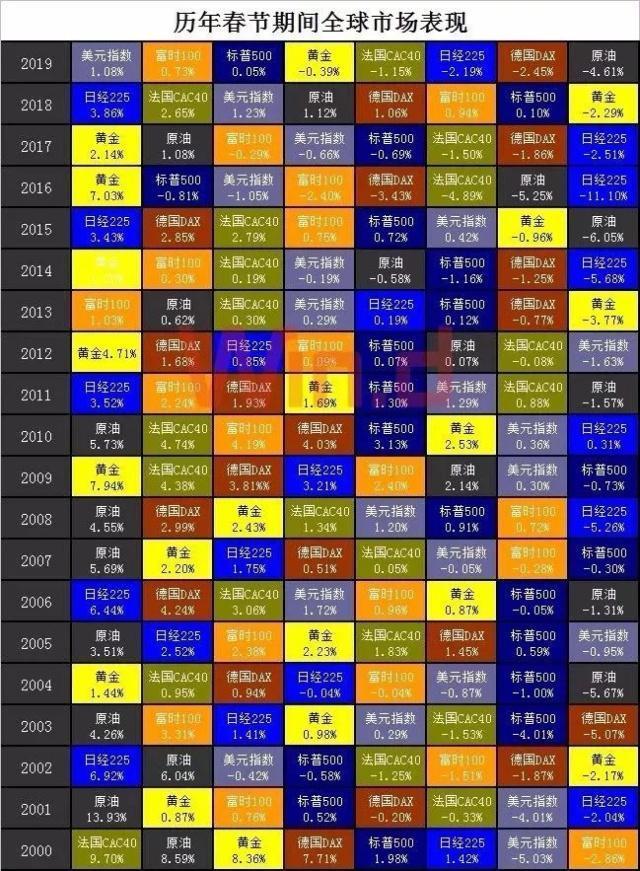 历年春节期间全球市场表现
2019
美元指数 富时100 标普500 黄金 法国CAC40 日经225 德国DAX 原油
1.08% 0.73% 0.05% -0.39% -1.15% -2.19% -2.45% -4.61%
2018
日经225 法国CAC40 美元指数 原油 德国DAX 富时100 标普500 黄金
3.86% 2.65% 1.23% 1.12% 1.06% 0.94% 0.10% -2.29%
2017
黄金 原油 富时100 美元指数 标普500 法国CAC40 德国DAX 日经225
2.14% 1.08% -0.29% -0.66% -0.69% -1.50% -1.86% -2.51%
2016
黄金 标普500 美元指数 富时100 德国DAX 法国CAC40 原油 日经225
7.03% -0.81% -1.05% -2.40% -3.43% -4.89% -5.25% -11.10%
2015
日经225 德国DAX 法国CAC40 富时100 标普500 美元指数 黄金 原油
3.43% 2.85% 2.79% 0.75% 0.72% 0.42% -0.96% -6.05%
2014
黄金 富时100 法国CAC40 美元指数 原油 标普500 德国DAX 日经225
0.30% 0.19% -0.19% -0.58% -1.16% -1.25% -5.68%
2013
富时100 原油 法国CAC40 美元指数 日经225 标普500 德国DAX 黄金
1.03% 0.62% 0.30% 0.29% 0.19% 0.12% -0.77% -3.77%
2012
黄金4.71% 德国DAX 日经225 富时100 标普500 原油 法国CAC40 美元指数
1.68% 0.85% 0.09% 0.07% 0.07% -0.08% -1.63%
2011
日经225 富时100 德国DAX 黄金 标普500 美元指数 法国CAC40 原油
3.52% 2.24% 1.93% 1.69% 1.30% 1.29% 0.88% -1.57%
2010
原油 法国CAC40 富时100 德国DAX 标普500 黄金 美元指数 日经225
5.73% 4.74% 4.19% 4.03% 3.13% 2.53% 0.36% 0.31%
2009
黄金 法国CAC40 德国DAX 日经225 富时100 原油 美元指数 标普500
7.94% 4.38% 3.81%% 3.21% 2.40% 2.14% 0.30% -0.73%
2008
原油 德国DAX 黄金 法国CAC40 美元指数 标普500 富时100 日经225
4.55% 2.99% 2.43% 1.34% 1.20% 0.91% 0.72% -5.26%
2007
原油 黄金 日经225 德国DAX 法国CAC40 美元指数 富时100 标普500
5.69% 2.20% 1.75% 0.51% 0.05% -0.05% -0.28% -0.30%
2006
日经225 德国DAX 法国CAC40 美元指数 富时100 黄金 标普500 原油
6.44% 4.24% 3.06% 1.72% 0.96% 0.87% -0.05% -1.31%
2005
原油 日经225 富时100 黄金 法国CAC40 德国DAX 标普500 美元指数
3.51% 2.52% 2.38% 2.23% 1.83% 1.45% 0.59% -0.95%
2004
黄金 法国CAC40 德国DAX 日经225 富时100 美元指数 标普500 原油
1.44% 0.95% 0.94% -0.04% -0.04% -0.87% -1.00% -5.67%
2003
原油 富时100 日经225 黄金 美元指数 法国CAC40 标普500 德国DAX
4.26% 3.31% 1.41% 0.98% 0.29% -1.53% -4.01% -5.07%
2002
日经225 原油 美元指数 标普500 法国CAC40 富时100 德国DAX 黄金
6.92% 6.04% -0.42% -0.58% -1.25% -1.51% -1.87% -2.17%
2001
原油 黄金 富时100 标普500 德国DAX 法国CAC40 美元指数 日经225
13.93% 0.87% 0.76% 0.52% -0.20% -0.33% -4.01% -2.04%
2000
法国CAC40 原油 黄金 德国DAX 标普500 日经225 美元指数 富时100
9.70% 8.59% 8.36% 7.71% 1.98% 1.42% -5.03% -2.86%
Win.d